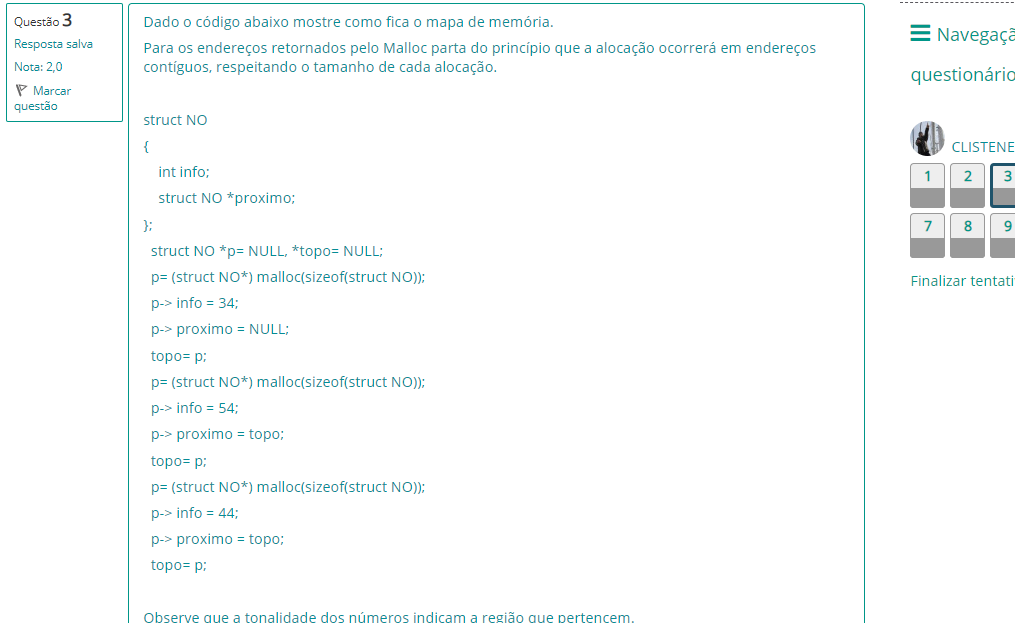 Questão 3
Resposta salva
Nota: 2,0
Marcar
questão
Dado o código abaixo mostre como fica o mapa de memória.
Para os endereços retornados pelo Malloc parta do princípio que a alocação ocorrerá em endereços
contíguos, respeitando o tamanho de cada alocação.
struct NO
{
int info;
struct NO *proximo;
};
struct NO *p= NULL, *topo= NULL;
p= (struct NO*) malloc(sizeof(struct NO));
p-> info = 34;
p-> proximo = NULL;
topo= p;
p= (struct NO*) malloc(sizeof(struct NO));
p-> info = 54;
p-> proximo = topo;
topo= p;
p= (struct NO*) malloc(sizeof(struct NO));
p-> info = 44;
p-> proximo = topo;
topo= p;
Observe que a tonalidade dos números indicam a região que pertencem.
Navegaçã
questionário
CLISTENE
1 2 3
7 8 9
Finalizar tentati